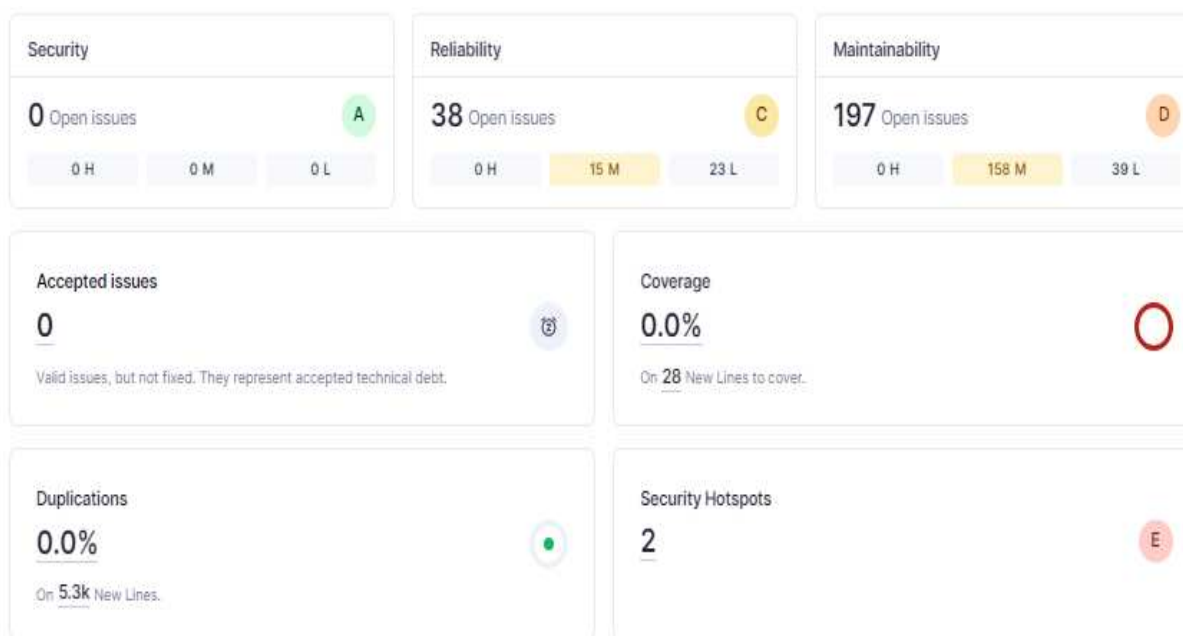 Security
0 Open issues
A
0 H
0 M
0 L
Reliability
38 Open issues
C
0 H
15 M
23 L
Maintainability
197 Open issues
D
0 H
158 M
39 L
Accepted issues
0
Valid issues, but not fixed. They represent accepted technical debt.
Coverage
0.0%
On 28 New Lines to cover.
Duplications
0.0%
On 5.3k New Lines.
Security Hotspots
2
E